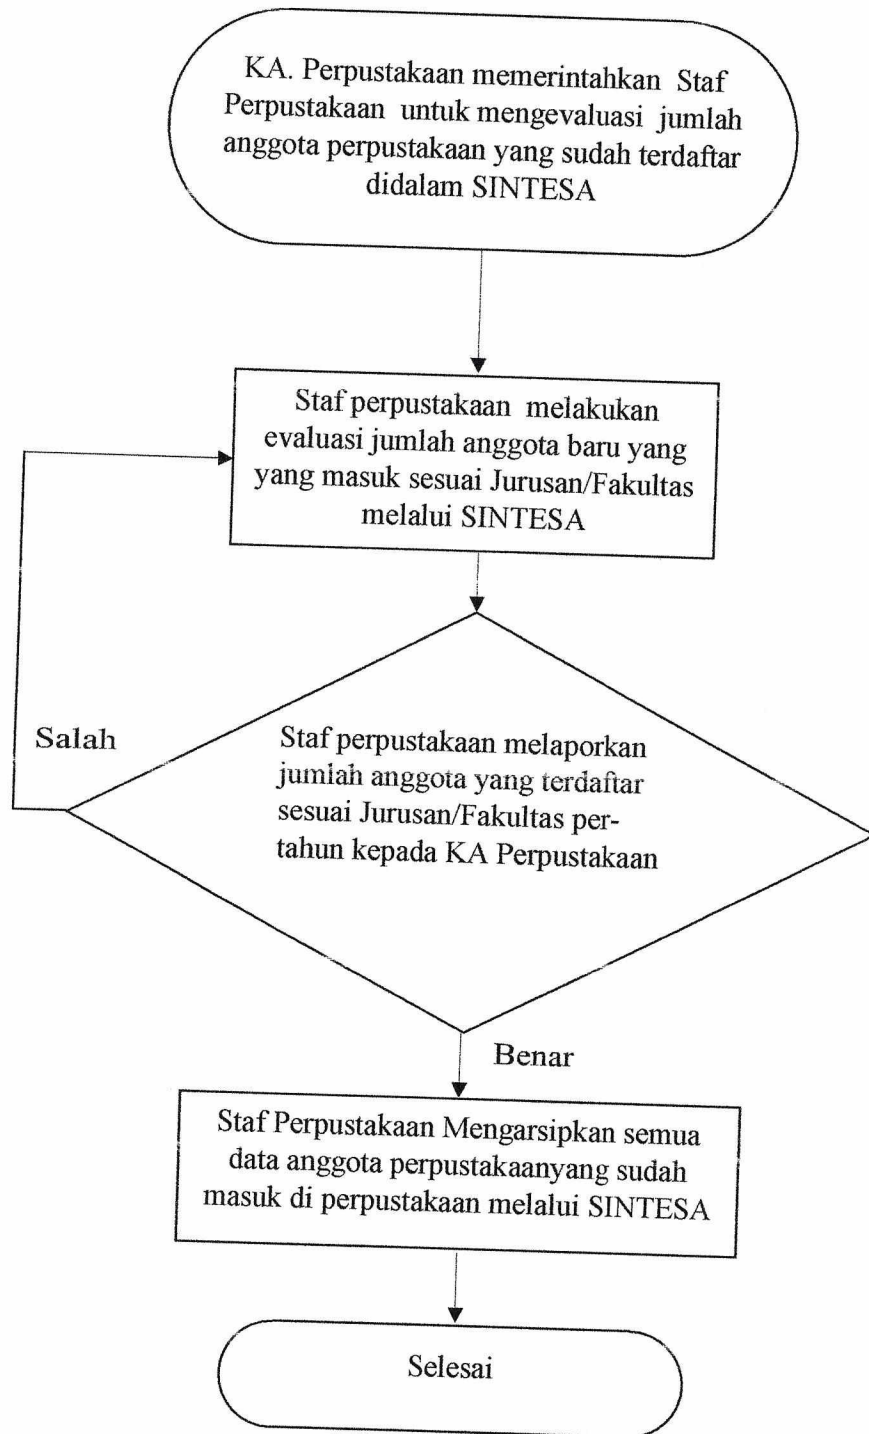 KA. Perpustakaan memerintahkan Staf
Perpustakaan untuk mengevaluasi jumlah
anggota perpustakaan yang sudah terdaftar
didalam SINTESA
Staf perpustakaan melakukan
evaluasi jumlah anggota baru yang
yang masuk sesuai Jurusan/Fakultas
melalui SINTESA
Salah
Staf perpustakaan melaporkan
jumlah anggota yang terdaftar
sesuai Jurusan/Fakultas per-
tahun kepada KA Perpustakaan
Benar
Staf Perpustakaan Mengarsipkan semua
data anggota perpustakaanyang sudah
masuk di perpustakaan melalui SINTESA
Selesai